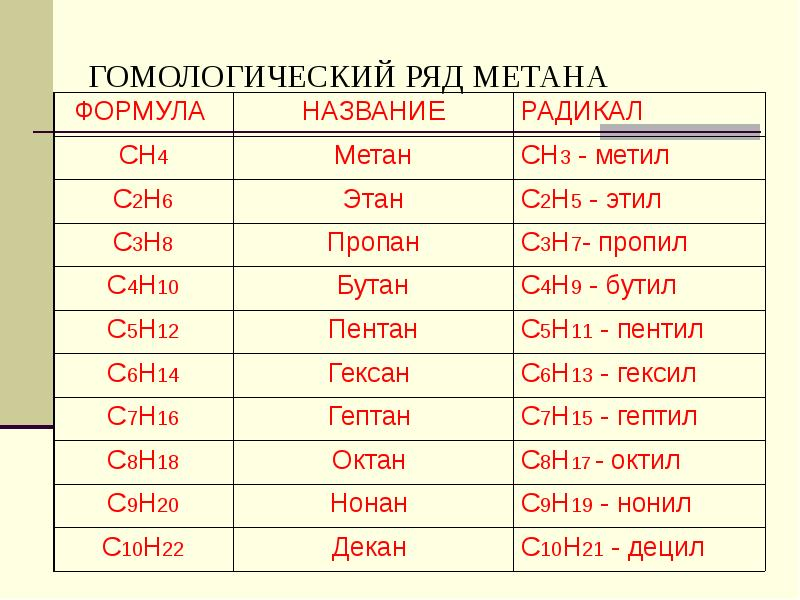 ГОМОЛОГИЧЕСКИЙ РЯД МЕТАНА
ФОРМУЛА НАЗВАНИЕ РАДИКАЛ
CH4 Метан CH3 - метил
C2H6 Этан C2H5 - этил
C3H8 Пропан C3H7- пропил
C4H10 Бутан C4H9 - бутил
C5H12 Пентан C5H11 - пентил
C6H14 Гексан C6H13 - гексил
C7H16 Гептан C7H15 - гептил
C8H18 Октан C8H17 - октил
C9H20 Нонан C9H19 - нонил
C10H22 Декан C10H21 - децил